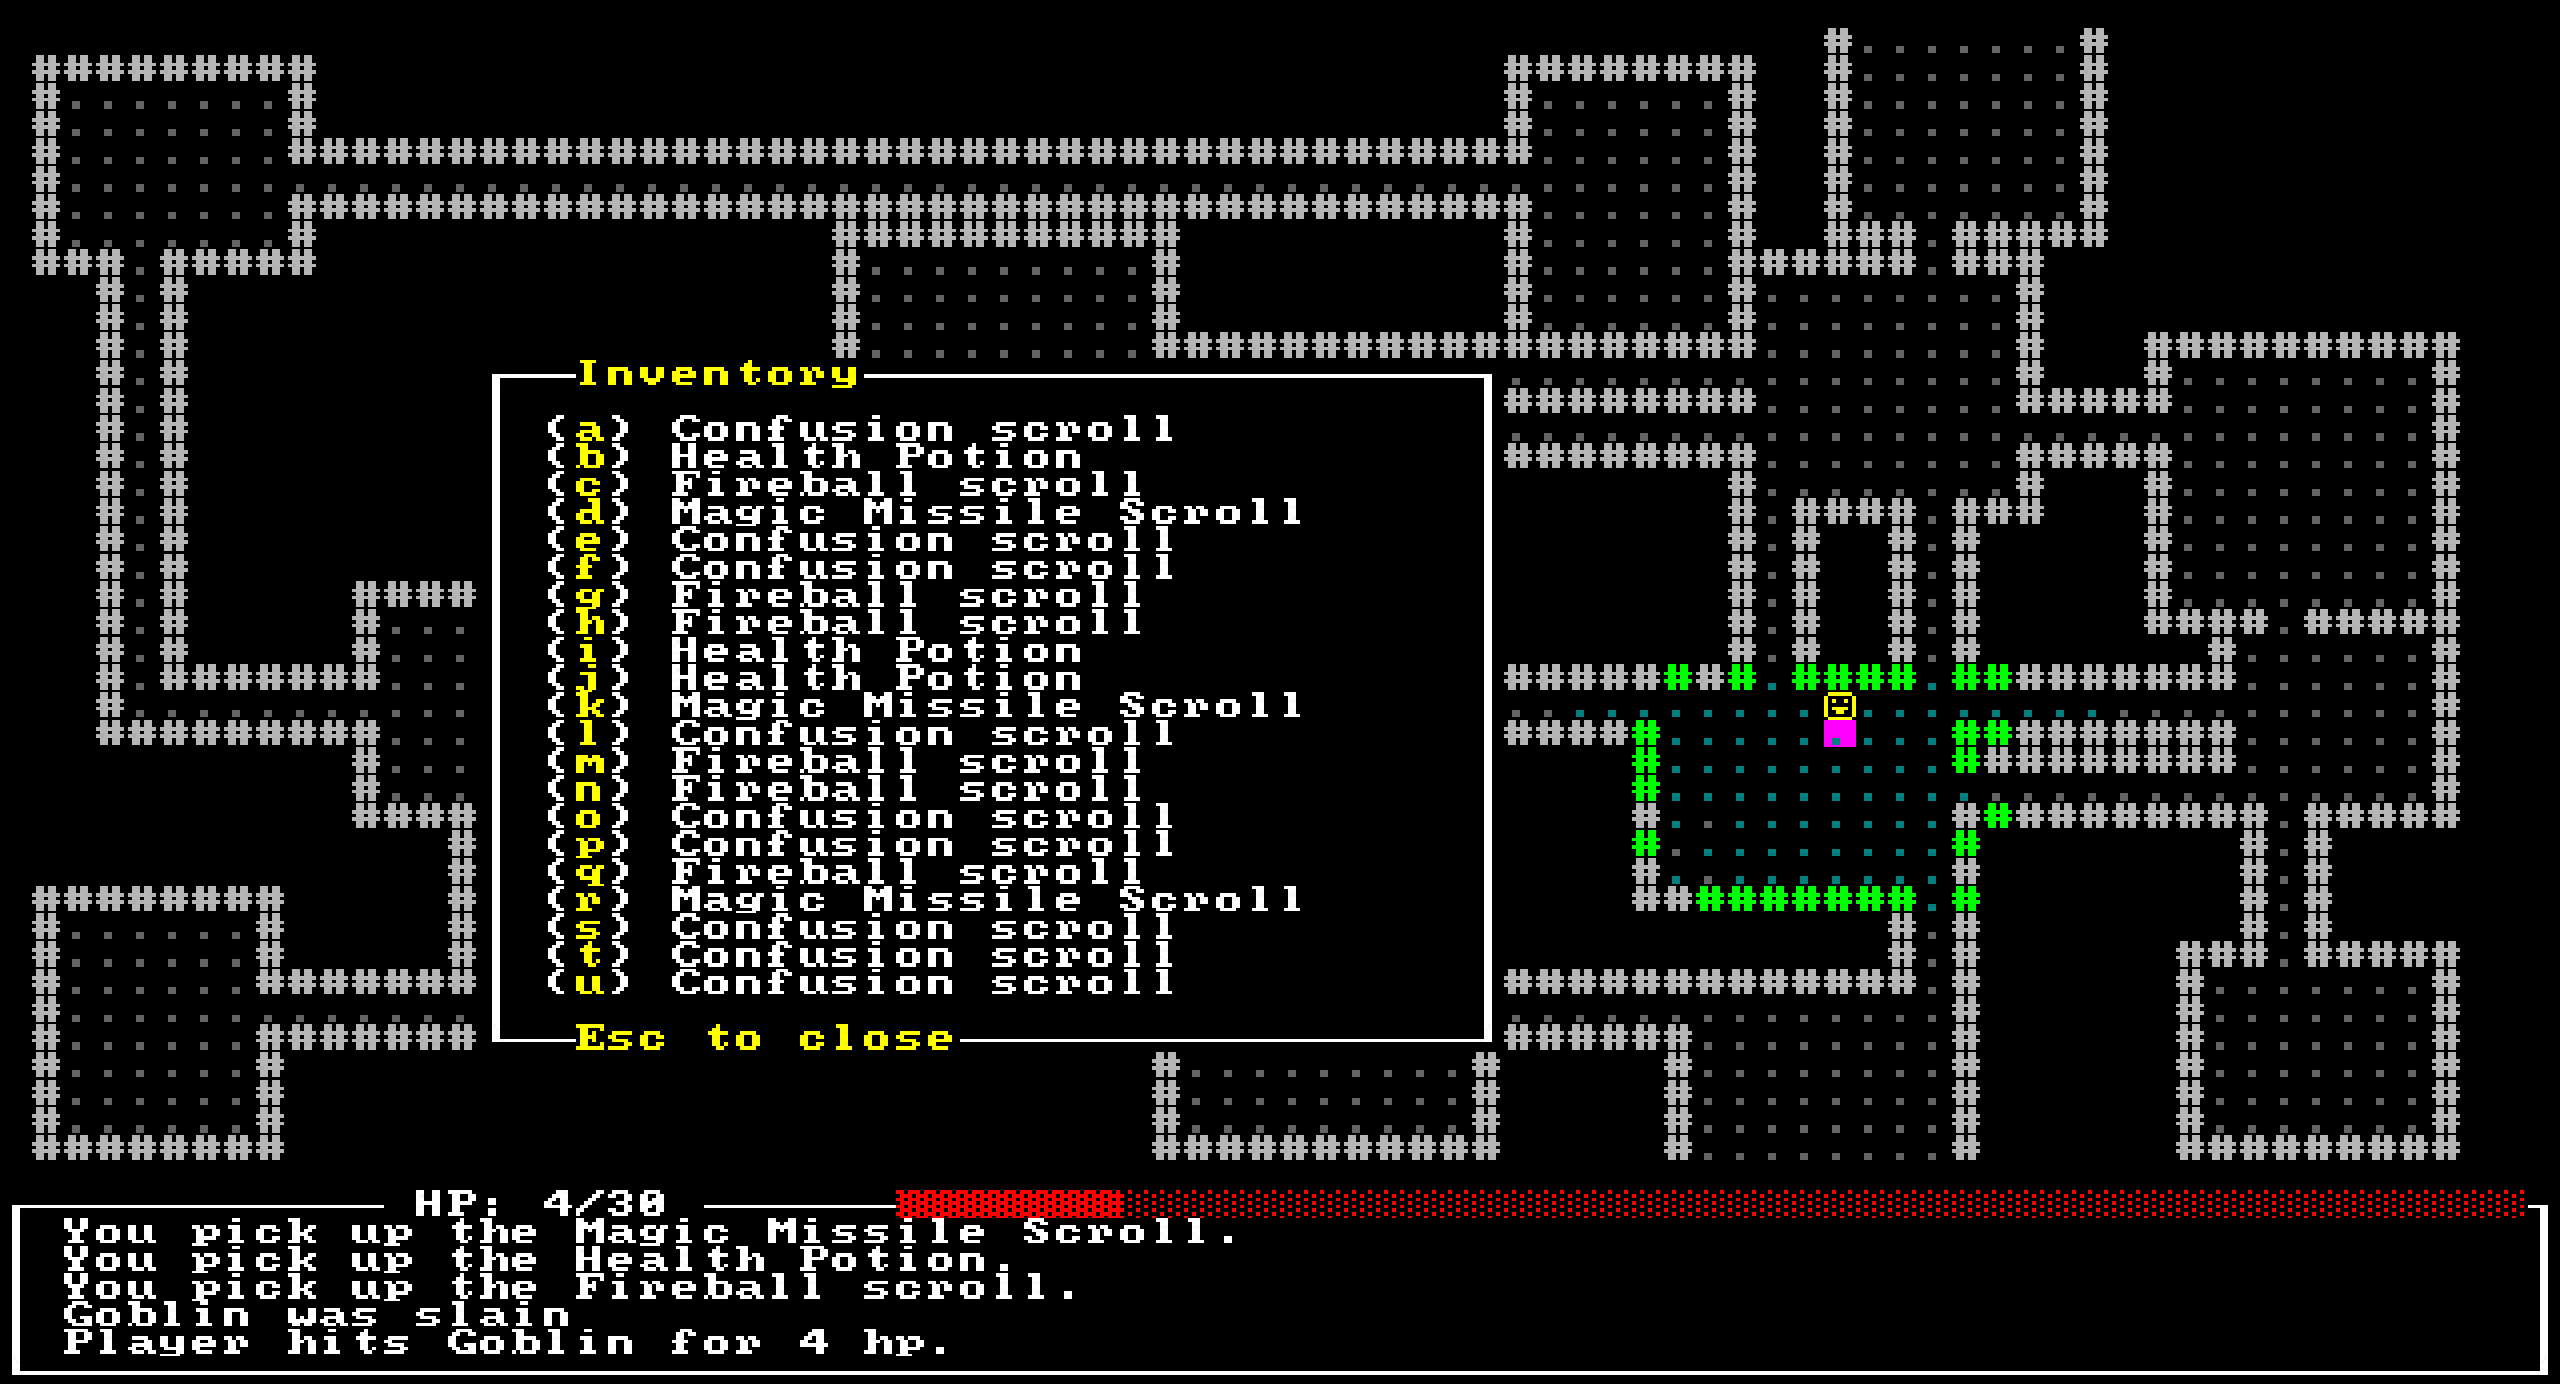 Inventory
(a) Confusion scroll
(b) Health Potion
(c) Fireball scroll
(d) Magic Missile Scroll
(e) Confusion scroll
(f) Confusion scroll
(g) Fireball scroll
(h) Fireball scroll
(i) Health Potion
(j) Health Potion
(k) Magic Missile Scroll
(l) Confusion scroll
(m) Fireball scroll
(n) Fireball scroll
(o) Confusion scroll
(p) Confusion scroll
(q) Fireball scroll
(r) Magic Missile Scroll
(s) Confusion scroll
(t) Confusion scroll
(u) Confusion scroll
Esc to close
HP: 4/30
You pick up the Magic Missile Scroll.
You pick up the Health Potion.
You pick up the Fireball scroll.
Goblin was slain
Player hits Goblin for 4 hp.